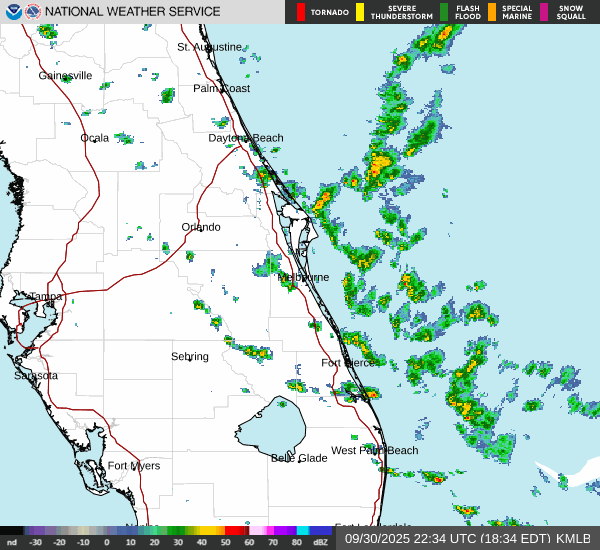 NATIONAL WEATHER SERVICE
TORNADO
SEVERE THUNDERSTORM
FLASH FLOOD
SPECIAL MARINE
SNOW SQUALL
St. Augustine
Gainesville
Palm Coast
Ocala
Daytona Beach
Orlando
Melbourne
Tampa
Sebring
Fort Pierce
Sarasota
West Palm Beach
Belle Glade
Fort Myers
nd -30 -20 -10 0 10 20 30 40 50 60 70 80 dBZ
09/30/2025 22:34 UTC (18:34 EDT) KMLB